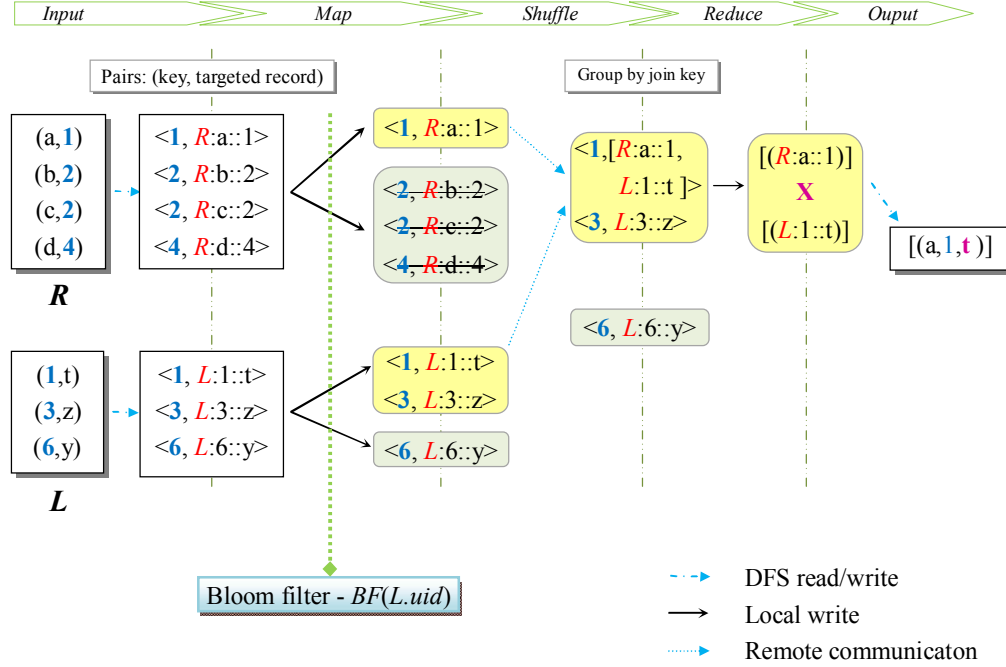 Input Map Shuffle Reduce Ouput
Pairs: (key, targeted record)
Group by join key
(a,1)
(b,2)
(c,2)
(d,4)
R
<1, R:a::1>
<2, R:b::2>
<2, R:c::2>
<4, R:d::4>
<1, R:a::1>
<2, R:b::2>
<2, R:c::2>
<4, R:d::4>
<1,[R:a::1,
L:1::t ]>
<3, L:3::z>
[(R:a::1)]
X
[(L:1::t)]
[(a,1,t )]
<6, L:6::y>
(1,t)
(3,z)
(6,y)
L
<1, L:1::t>
<3, L:3::z>
<6, L:6::y>
<1, L:1::t>
<3, L:3::z>
<6, L:6::y>
Bloom filter - BF(L.uid)
DFS read/write
Local write
Remote communicaton